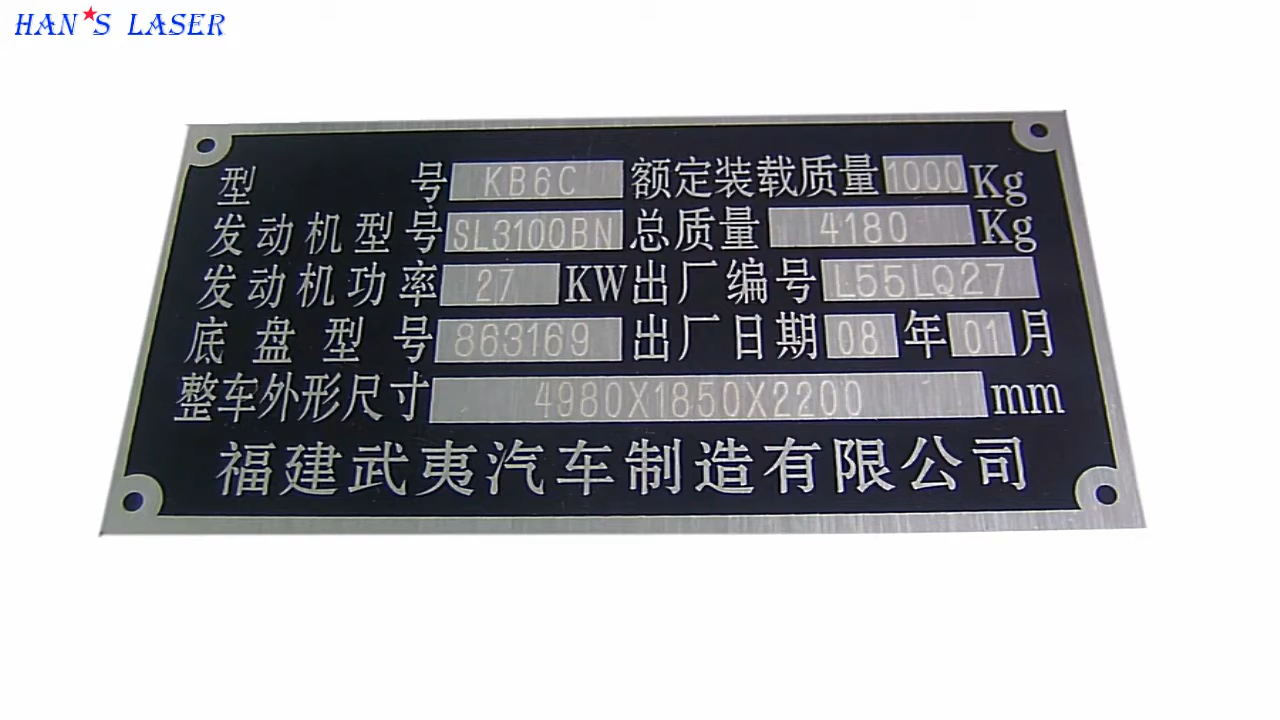 HAN'S LASER
型号 KB6C 额定装载质量 1000 Kg
发动机型号 SL3100BN 总质量 4180 Kg
发动机功率 27 KW 出厂编号 L55LQ27
底盘型号 863169 出厂日期 08 年 01 月
整车外形尺寸 4980X1850X2200 mm
福建武夷汽车制造有限公司